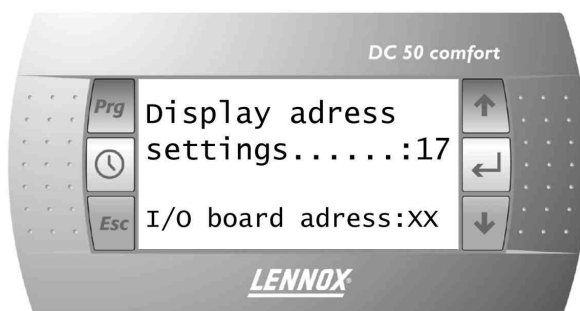 DC 50 comfort
Prg
Display adress
settings......:17
Esc
I/O board adress:XX
LENNOX